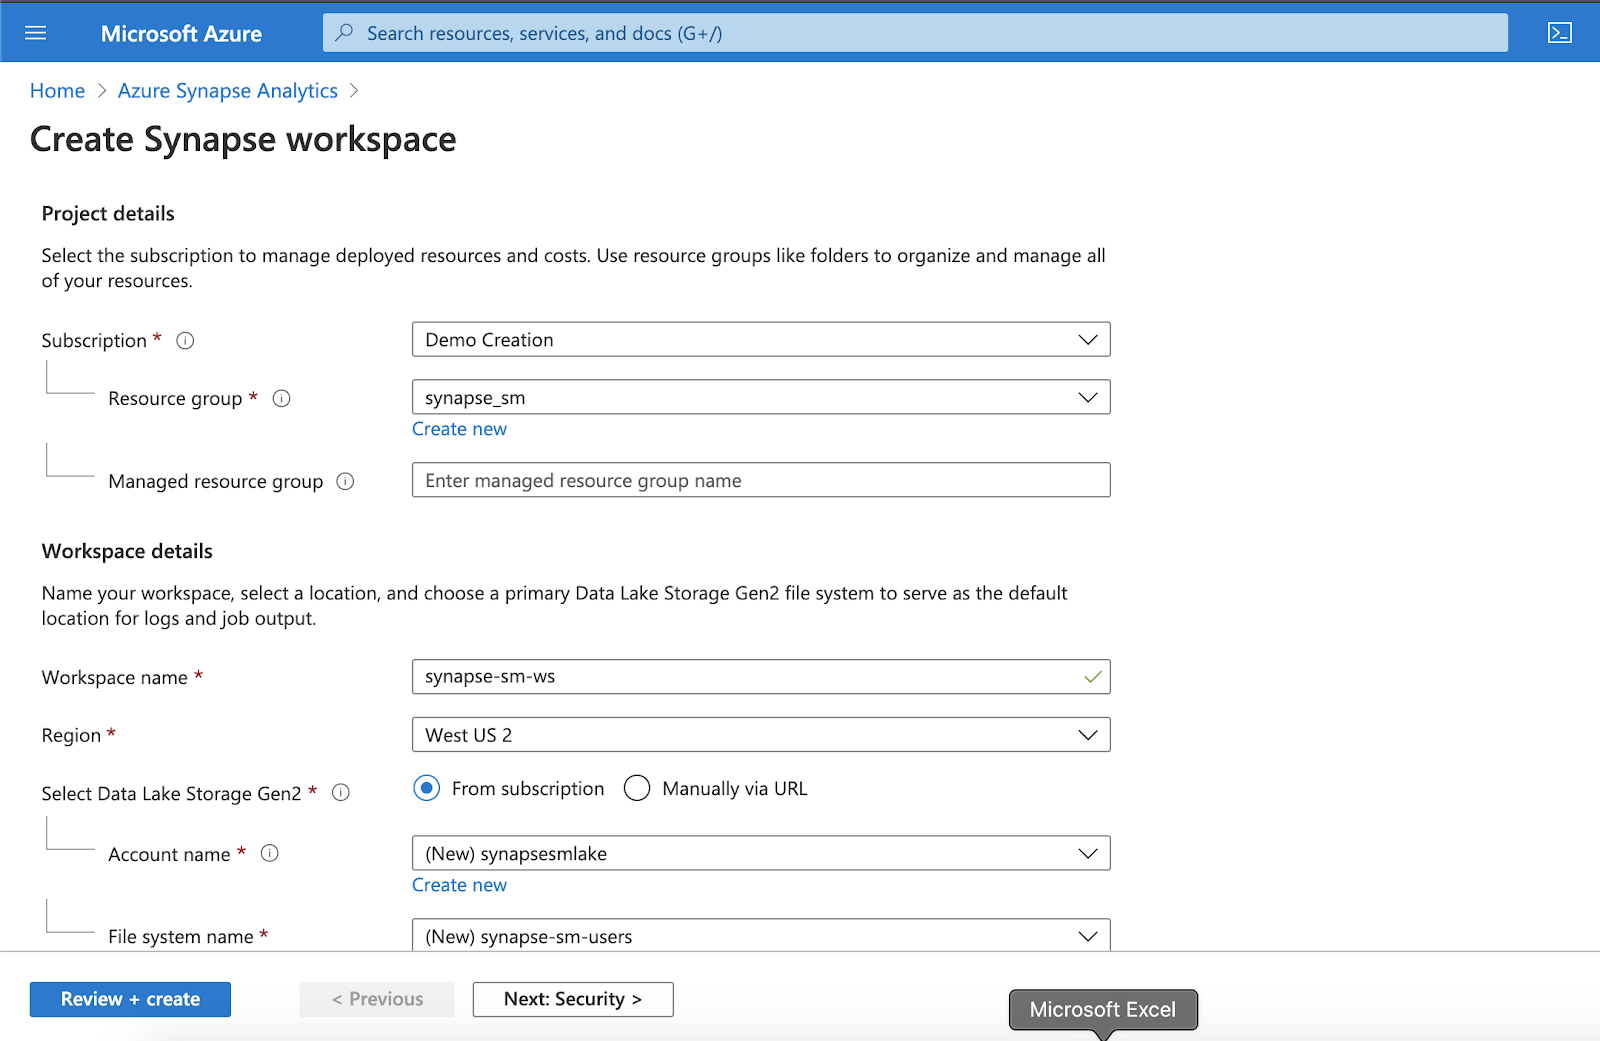 Microsoft Azure
Search resources, services, and docs (G+/)
Home > Azure Synapse Analytics >
Create Synapse workspace
Project details
Select the subscription to manage deployed resources and costs. Use resource groups like folders to organize and manage all
of your resources.
Subscription *
Demo Creation
Resource group *
synapse_sm
Create new
Managed resource group
Enter managed resource group name
Workspace details
Name your workspace, select a location, and choose a primary Data Lake Storage Gen2 file system to serve as the default
location for logs and job output.
Workspace name *
synapse-sm-ws
Region *
West US 2
Select Data Lake Storage Gen2 *
From subscription
Manually via URL
Account name *
(New) synapsesmlake
Create new
File system name *
(New) synapse-sm-users
Review + create
< Previous
Next: Security >
Microsoft Excel